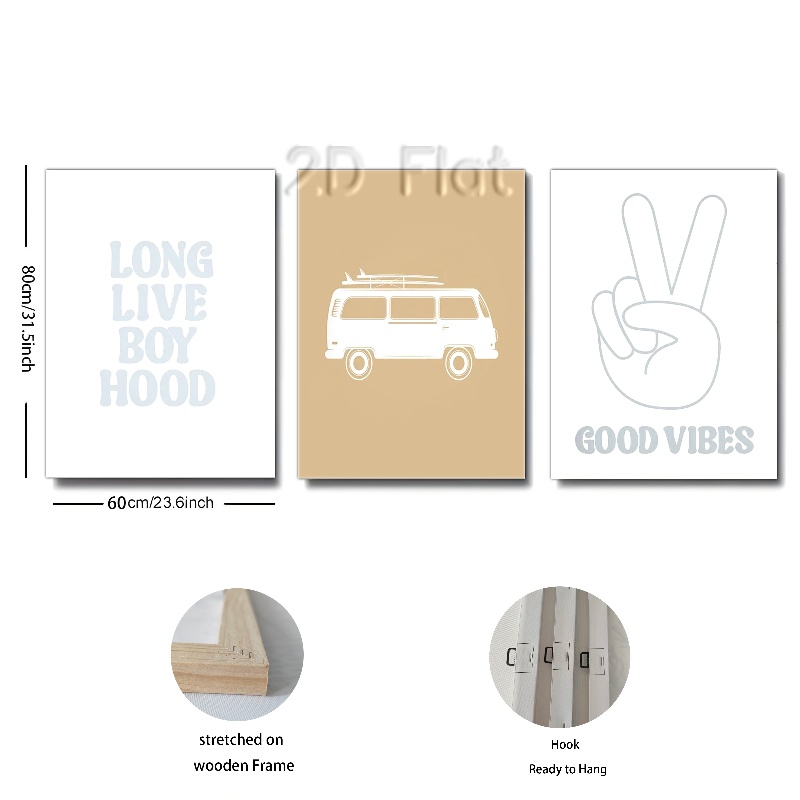 2.D Flat
LONG
LIVE
BOY
HOOD
GOOD VIBES
80cm/31.5inch
60cm/23.6inch
stretched on
wooden Frame
Hook
Ready to Hang